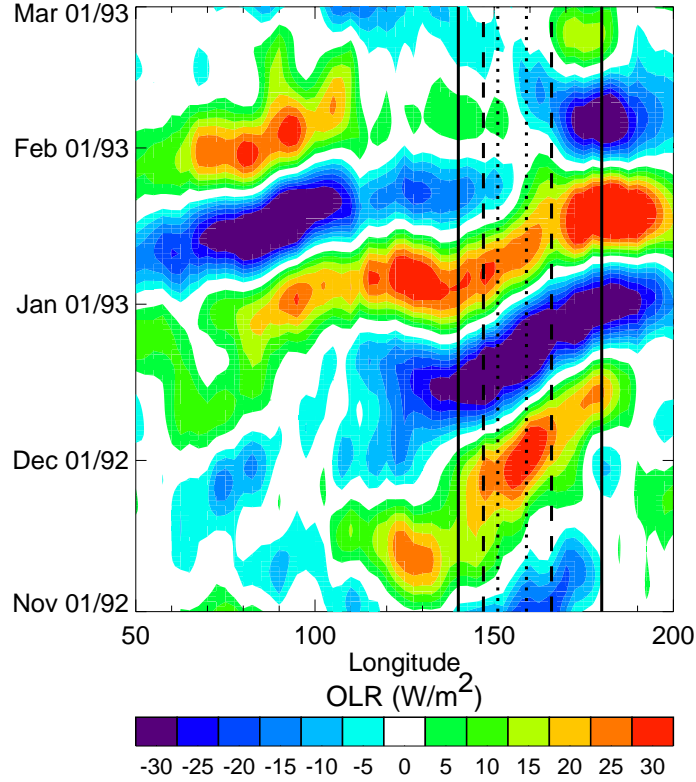 Mar 01/93
Feb 01/93
Jan 01/93
Dec 01/92
Nov 01/92
50 100 150 200
Longitude
OLR (W/m²)
-30 -25 -20 -15 -10 -5 0 5 10 15 20 25 30